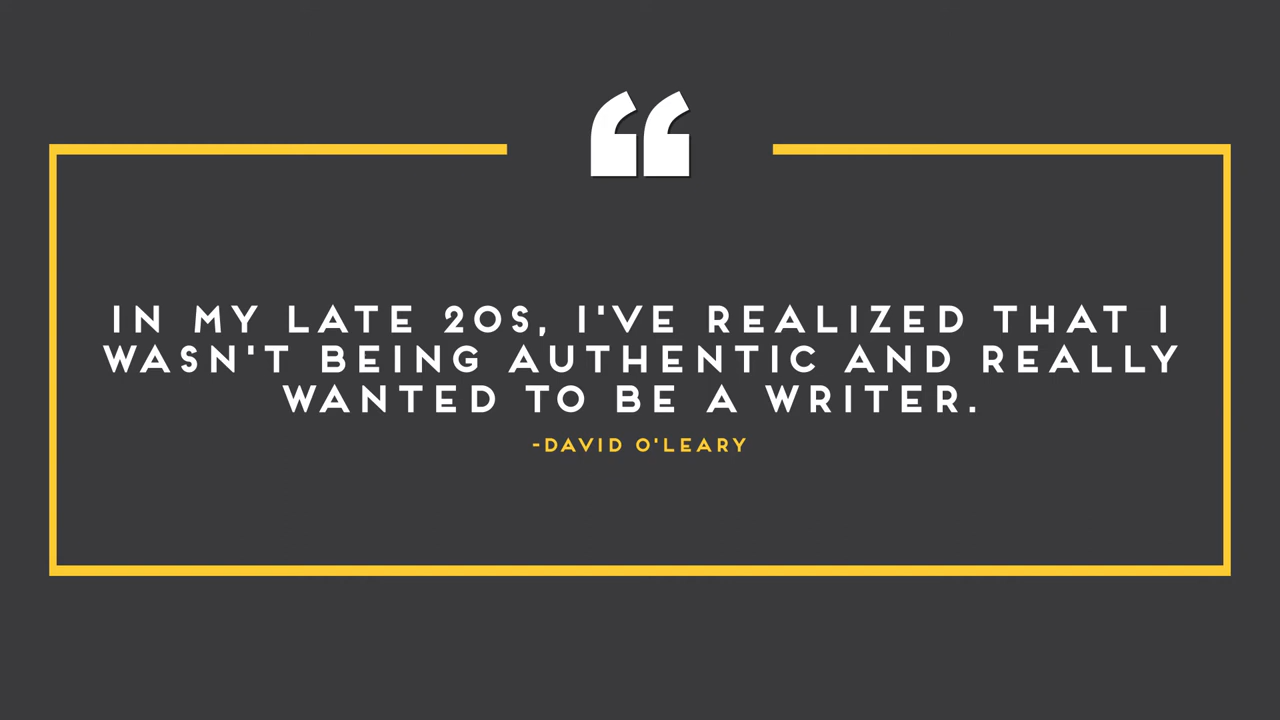 “
IN MY LATE 20S, I'VE REALIZED THAT I
WASN'T BEING AUTHENTIC AND REALLY
WANTED TO BE A WRITER.
-DAVID O'LEARY